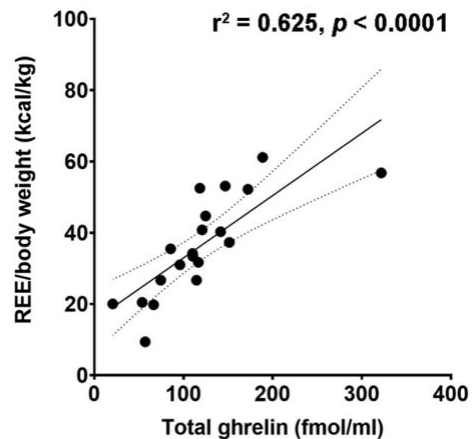 r² = 0.625, p < 0.0001
REE/body weight (kcal/kg)
100
80
60
40
20
0
0 100 200 300 400
Total ghrelin (fmol/ml)